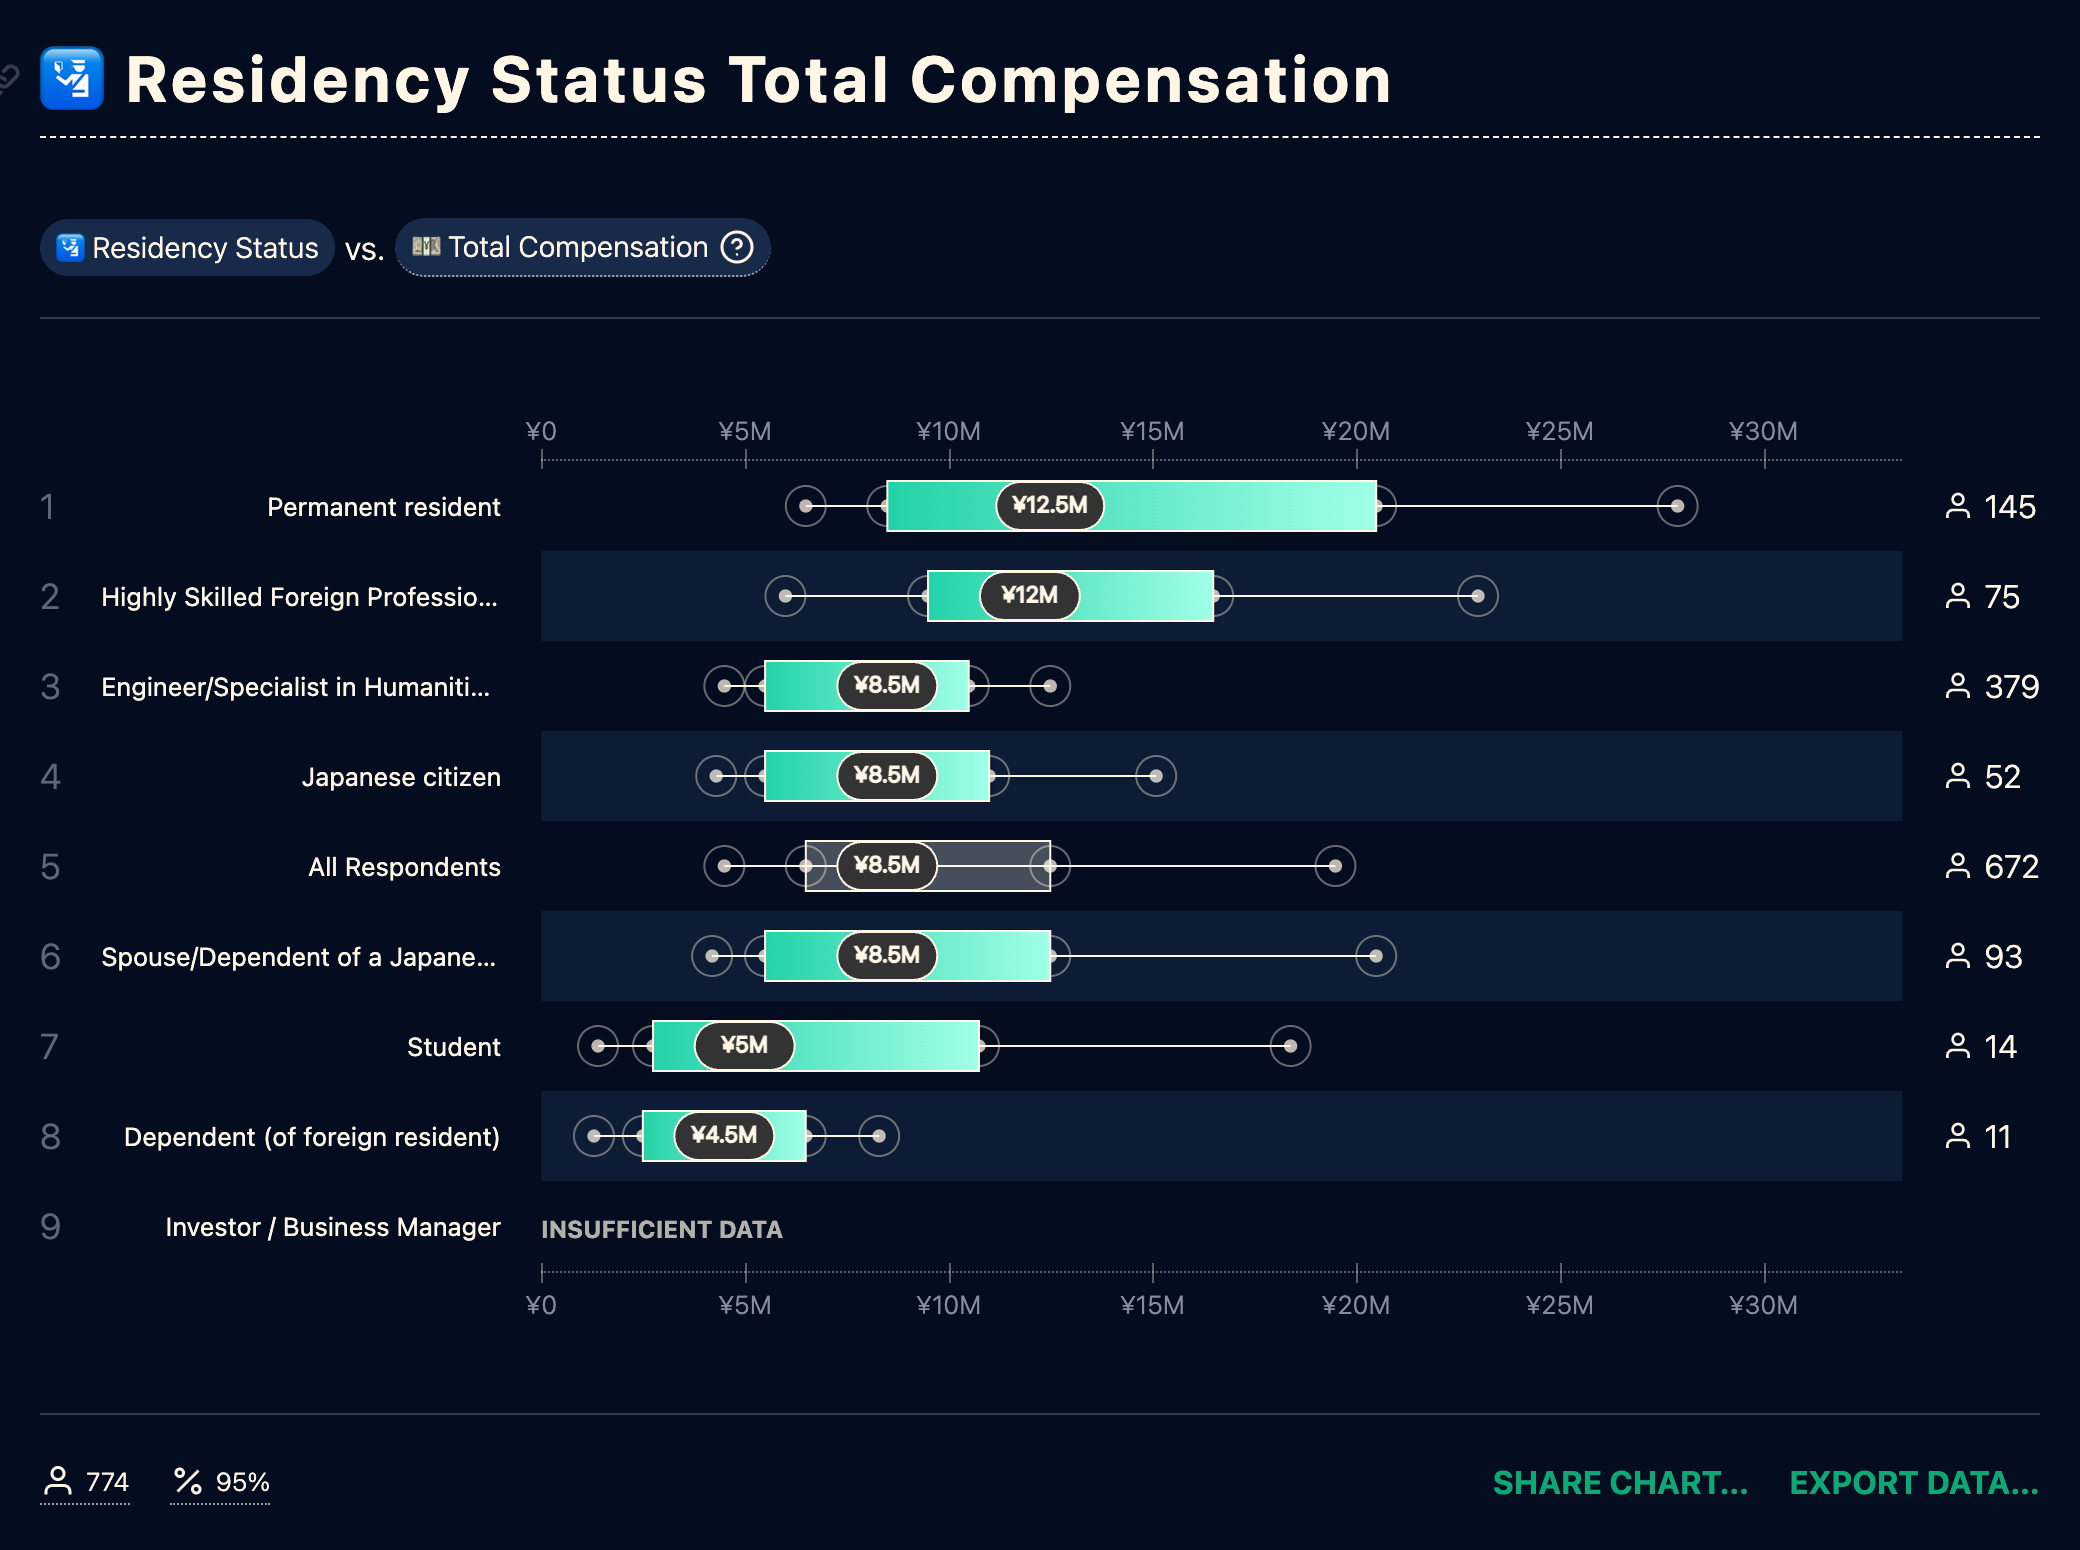 Residency Status Total Compensation
Residency Status vs. Total Compensation ?
¥0 ¥5M ¥10M ¥15M ¥20M ¥25M ¥30M
1 Permanent resident ¥12.5M 145
2 Highly Skilled Foreign Professio... ¥12M 75
3 Engineer/Specialist in Humaniti... ¥8.5M 379
4 Japanese citizen ¥8.5M 52
5 All Respondents ¥8.5M 672
6 Spouse/Dependent of a Japane... ¥8.5M 93
7 Student ¥5M 14
8 Dependent (of foreign resident) ¥4.5M 11
9 Investor / Business Manager INSUFFICIENT DATA
¥0 ¥5M ¥10M ¥15M ¥20M ¥25M ¥30M
774 % 95% SHARE CHART... EXPORT DATA...